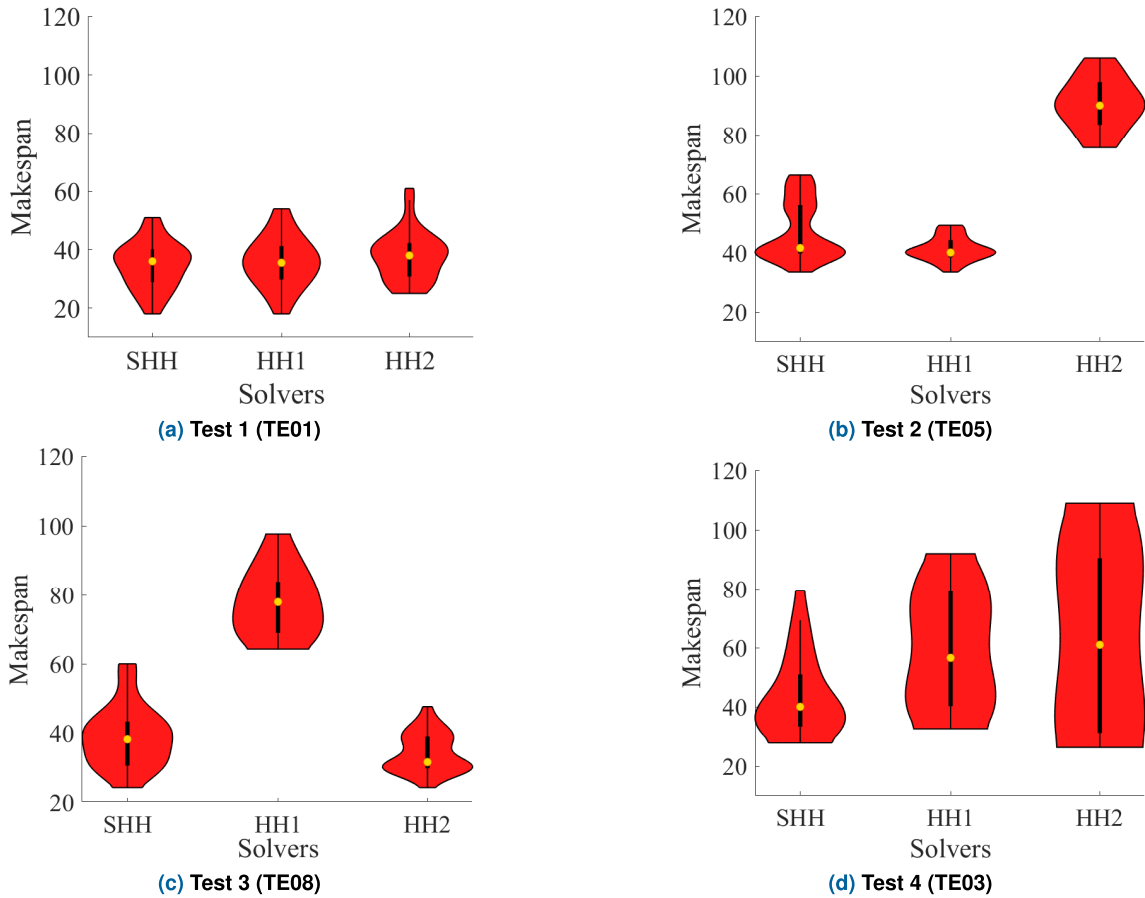 120
100
80
60
40
20
Makespan
SHH HH1 HH2
Solvers
(a) Test 1 (TE01)
120
100
80
60
40
20
Makespan
SHH HH1 HH2
Solvers
(b) Test 2 (TE05)
120
100
80
60
40
20
Makespan
SHH HH1 HH2
Solvers
(c) Test 3 (TE08)
120
100
80
60
40
20
Makespan
SHH HH1 HH2
Solvers
(d) Test 4 (TE03)